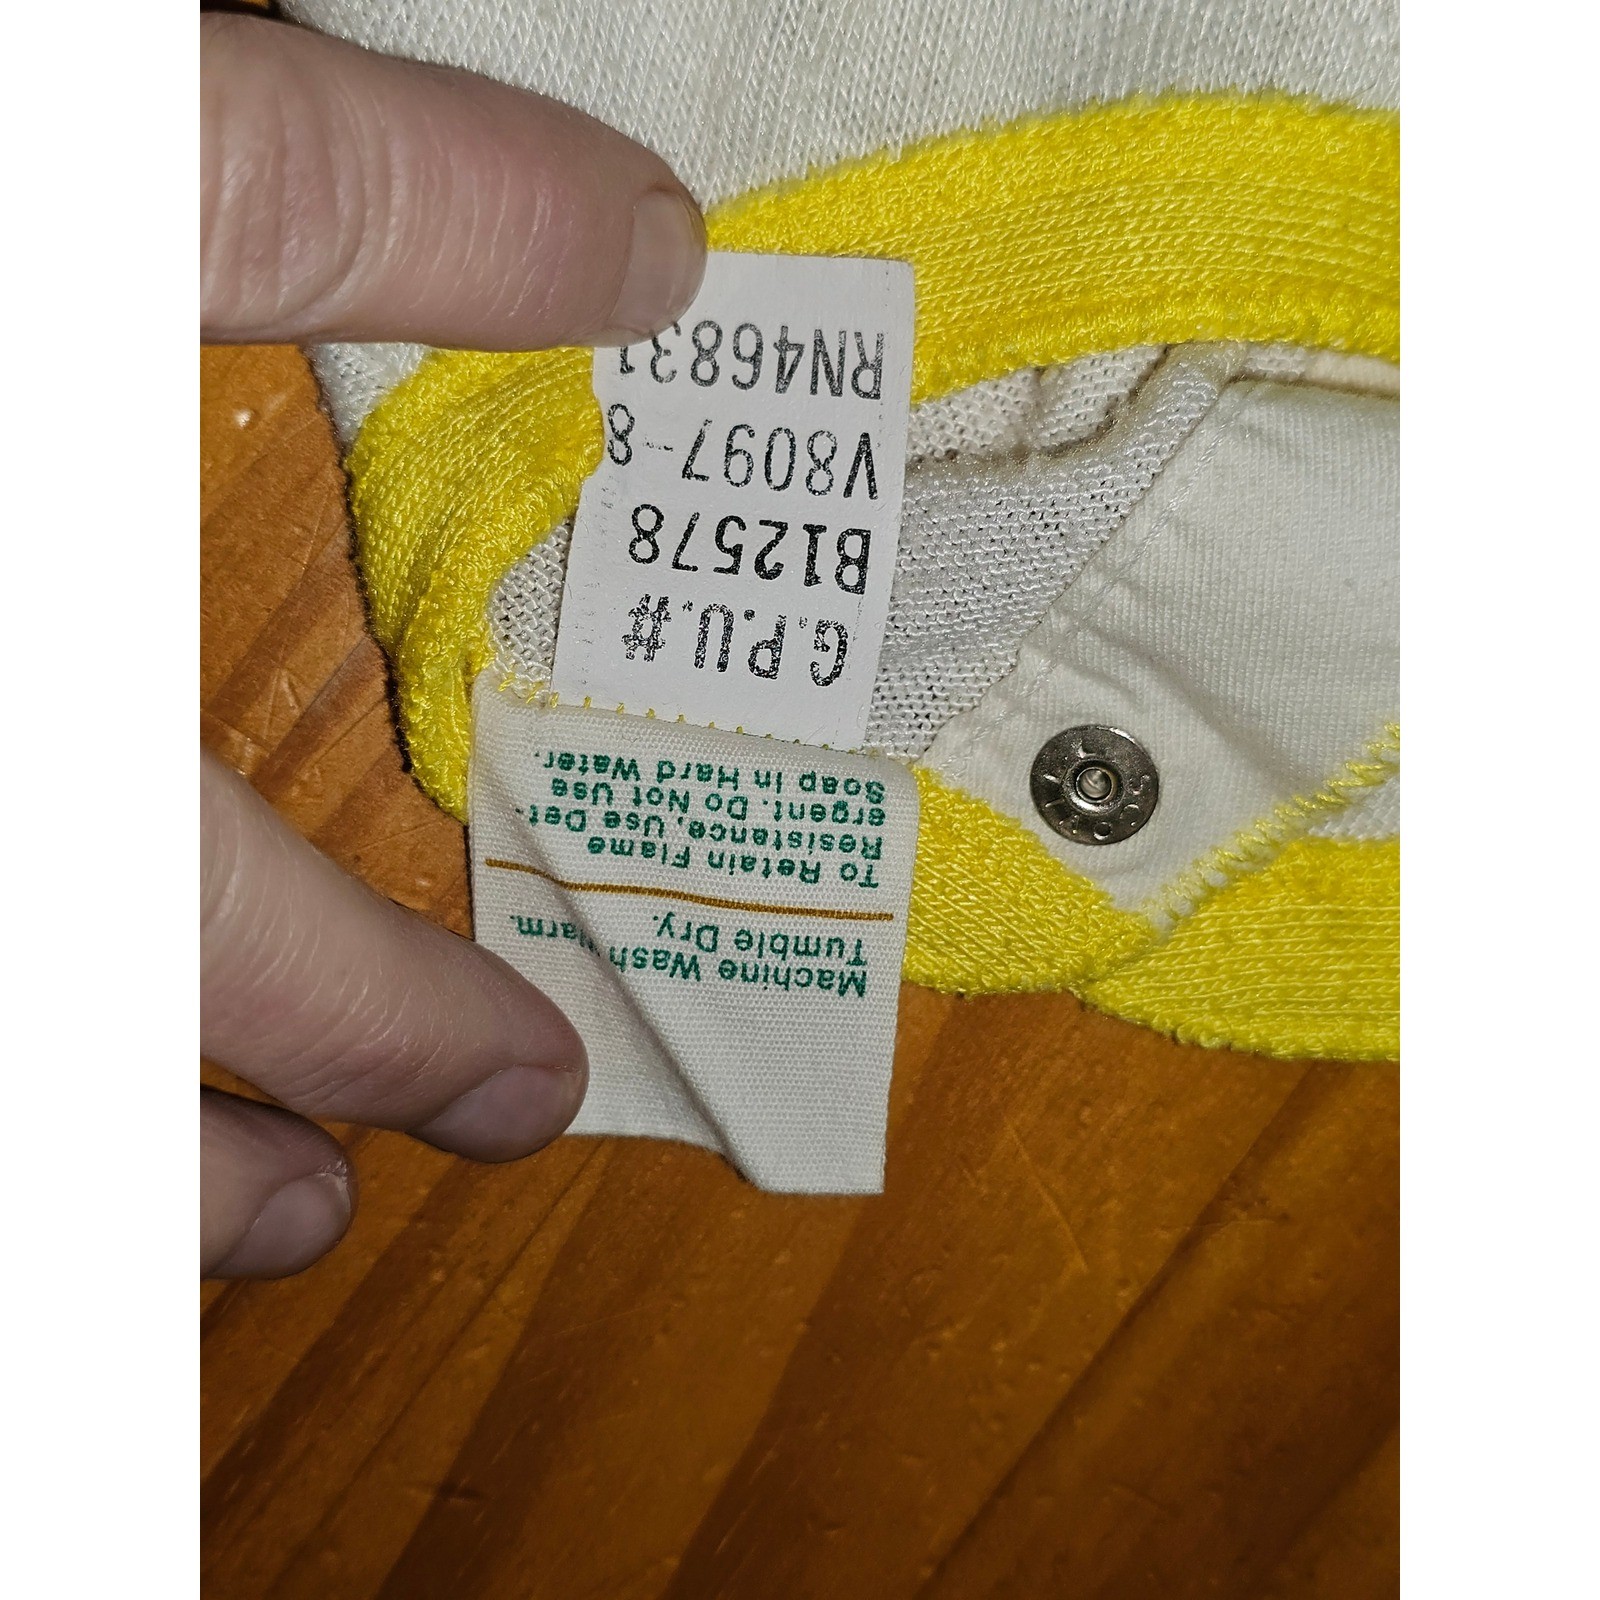 Machine Wash Warm.
Tumble Dry.
To Retain Flame
Resistance, Use Det-
ergent. Do Not Use
Soap in Hard Water.
G.P.U.#
B12578
V8097-8
RN46831
SCOVILL